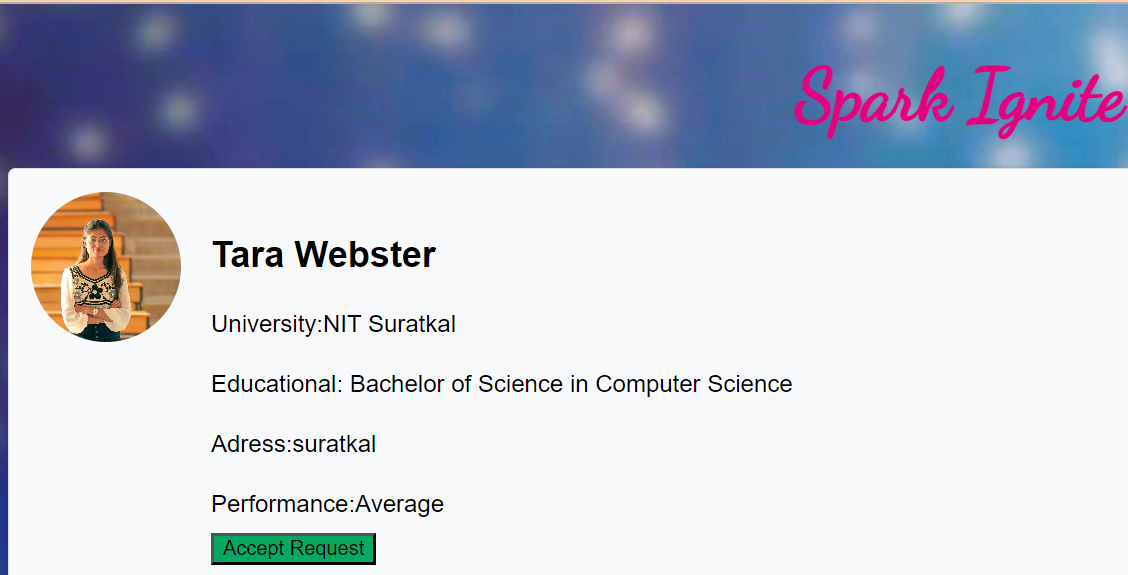 Spark Ignite
Tara Webster
University:NIT Suratkal
Educational: Bachelor of Science in Computer Science
Adress:suratkal
Performance:Average
Accept Request